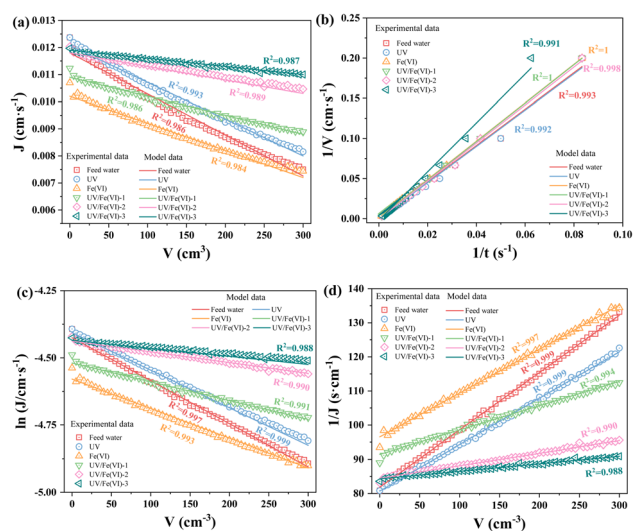 (a)
0.013
0.012
0.011
0.010
0.009
0.008
0.007
0.006
J (cm·s⁻¹)
R²=0.987
R²=0.989
R²=0.993
R²=0.986
R²=0.986
R²=0.984
Experimental data Model data
Feed water Feed water
UV UV
Fe(VI) Fe(VI)
UV/Fe(VI)-1 UV/Fe(VI)-1
UV/Fe(VI)-2 UV/Fe(VI)-2
UV/Fe(VI)-3 UV/Fe(VI)-3
0 50 100 150 200 250 300
V (cm³)
(b)
0.25
0.20
0.15
0.10
0.05
0.00
1/V (cm·s⁻¹)
Experimental data
Feed water
UV
Fe(VI)
UV/Fe(VI)-1
UV/Fe(VI)-2
UV/Fe(VI)-3
R²=0.991
R²=1
R²=0.998
R²=1
R²=0.993
R²=0.992
Model data
Feed water
UV
Fe(VI)
UV/Fe(VI)-1
UV/Fe(VI)-2
UV/Fe(VI)-3
0.00 0.02 0.04 0.06 0.08 0.10
1/t (s⁻¹)
(c)
-4.25
-4.50
-4.75
-5.00
ln (J/cm·s⁻¹)
Model data
Feed water UV
Fe(VI) UV/Fe(VI)-1
UV/Fe(VI)-2 UV/Fe(VI)-3
R²=0.988
R²=0.990
R²=0.991
R²=0.997
R²=0.999
R²=0.993
Experimental data
Feed water
UV
Fe(VI)
UV/Fe(VI)-1
UV/Fe(VI)-2
UV/Fe(VI)-3
0 50 100 150 200 250 300
V (cm⁻³)
(d)
140
130
120
110
100
90
80
1/J (s·cm⁻¹)
Experimental data Model data
Feed water Feed water
UV UV
Fe(VI) Fe(VI)
UV/Fe(VI)-1 UV/Fe(VI)-1
UV/Fe(VI)-2 UV/Fe(VI)-2
UV/Fe(VI)-3 UV/Fe(VI)-3
R²=997
R²=0.999
R²=0.999
R²=0.994
R²=0.990
R²=0.988
0 50 100 150 200 250 300
V (cm⁻³)